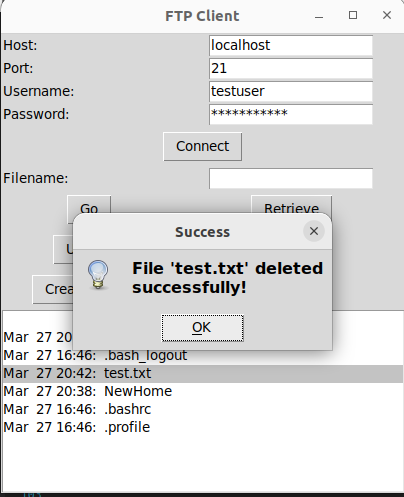 FTP Client
Host: localhost
Port: 21
Username: testuser
Password: ***********
Connect
Filename:
Go Retrieve
Success
File 'test.txt' deleted
successfully!
OK
Mar 27 20
Mar 27 16:46: .bash_logout
Mar 27 20:42: test.txt
Mar 27 20:38: NewHome
Mar 27 16:46: .bashrc
Mar 27 16:46: .profile